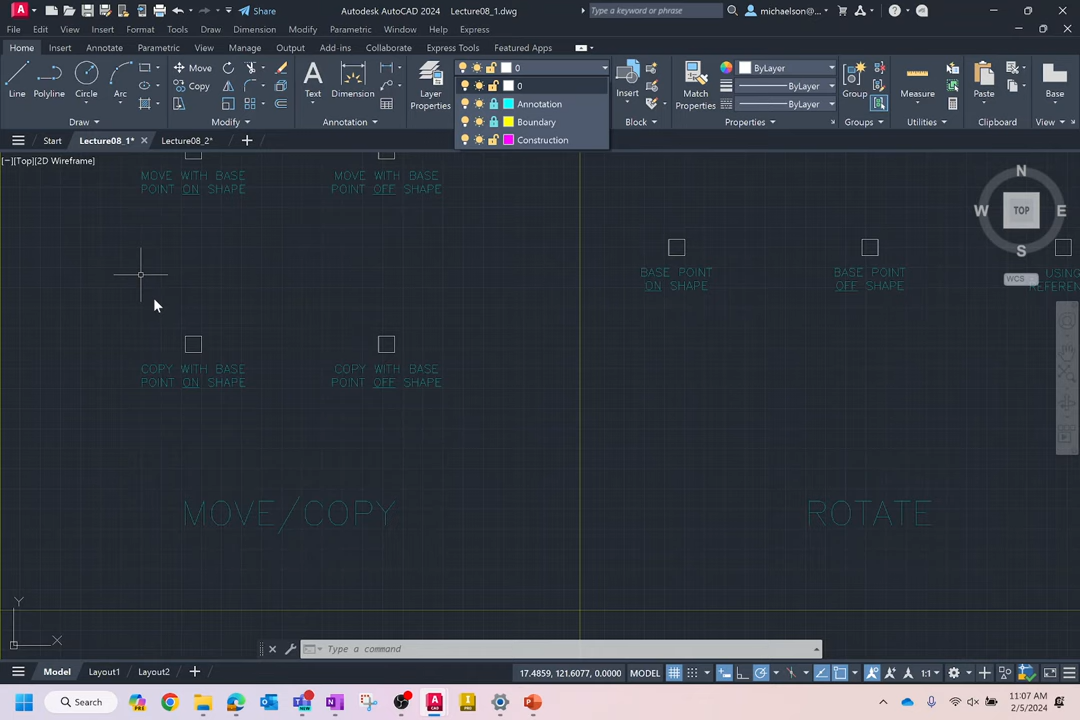 Share
Autodesk AutoCAD 2024 Lecture08_1.dwg
Type a keyword or phrase
michaelson@...
File Edit View Insert Format Tools Draw Dimension Modify Parametric Window Help Express
Home Insert Annotate Parametric View Manage Output Add-ins Collaborate Express Tools Featured Apps
Line Polyline Circle Arc
Move
Copy
Text Dimension
Layer
Properties
0
0
Annotation
Boundary
Construction
Insert
Match
Properties
ByLayer
ByLayer
ByLayer
Group
Measure
Paste
Base
Draw Modify Annotation Block Properties Groups Utilities Clipboard View
Start Lecture08_1* Lecture08_2*
[−][Top][2D Wireframe]
MOVE WITH BASE
POINT ON SHAPE
MOVE WITH BASE
POINT OFF SHAPE
N
W TOP E
S
WCS
BASE POINT
ON SHAPE
BASE POINT
OFF SHAPE
USING
COPY WITH BASE
POINT ON SHAPE
COPY WITH BASE
POINT OFF SHAPE
MOVE/COPY
ROTATE
Y
X
Type a command
Model Layout1 Layout2
17.4859, 121.6077, 0.0000 MODEL
1:1
Search
11:07 AM
2/5/2024